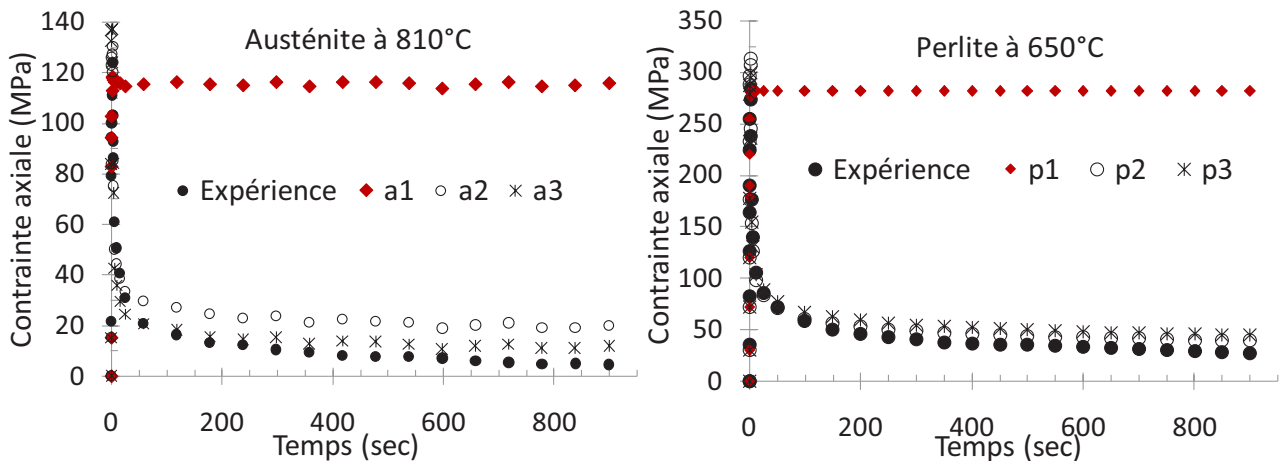 Austénite à 810°C
Contrainte axiale (MPa)
140
120
100
80
60
40
20
0
Expérience a1 a2 a3
0 200 400 600 800
Temps (sec)
Perlite à 650°C
Contrainte axiale (MPa)
350
300
250
200
150
100
50
0
Expérience p1 p2 p3
0 200 400 600 800
Temps (sec)